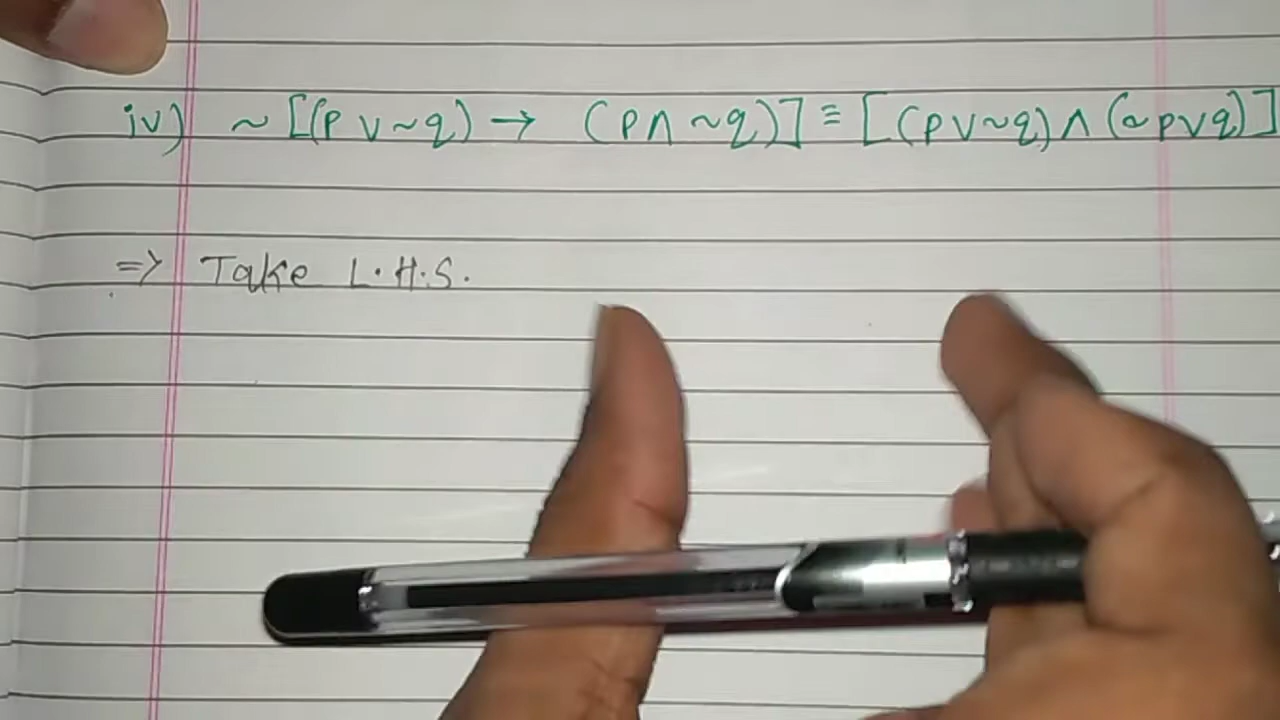 iv) ~ [(p ∨ ~q) → (p ∧ ~q)] ≡ [(p ∨ ~q) ∧ (~p ∨ q)]
=> Take L.H.S.